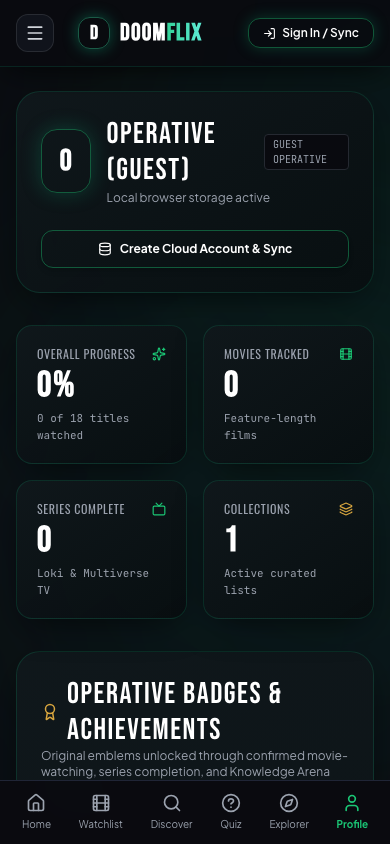 D DOOMFLIX Sign In / Sync
O
OPERATIVE
(GUEST)
GUEST
OPERATIVE
Local browser storage active
Create Cloud Account & Sync
OVERALL PROGRESS
0%
0 of 18 titles
watched
MOVIES TRACKED
0
Feature-length
films
SERIES COMPLETE
0
Loki & Multiverse
TV
COLLECTIONS
1
Active curated
lists
OPERATIVE BADGES &
ACHIEVEMENTS
Original emblems unlocked through confirmed movie-
watching, series completion, and Knowledge Arena
Home Watchlist Discover Quiz Explorer Profile